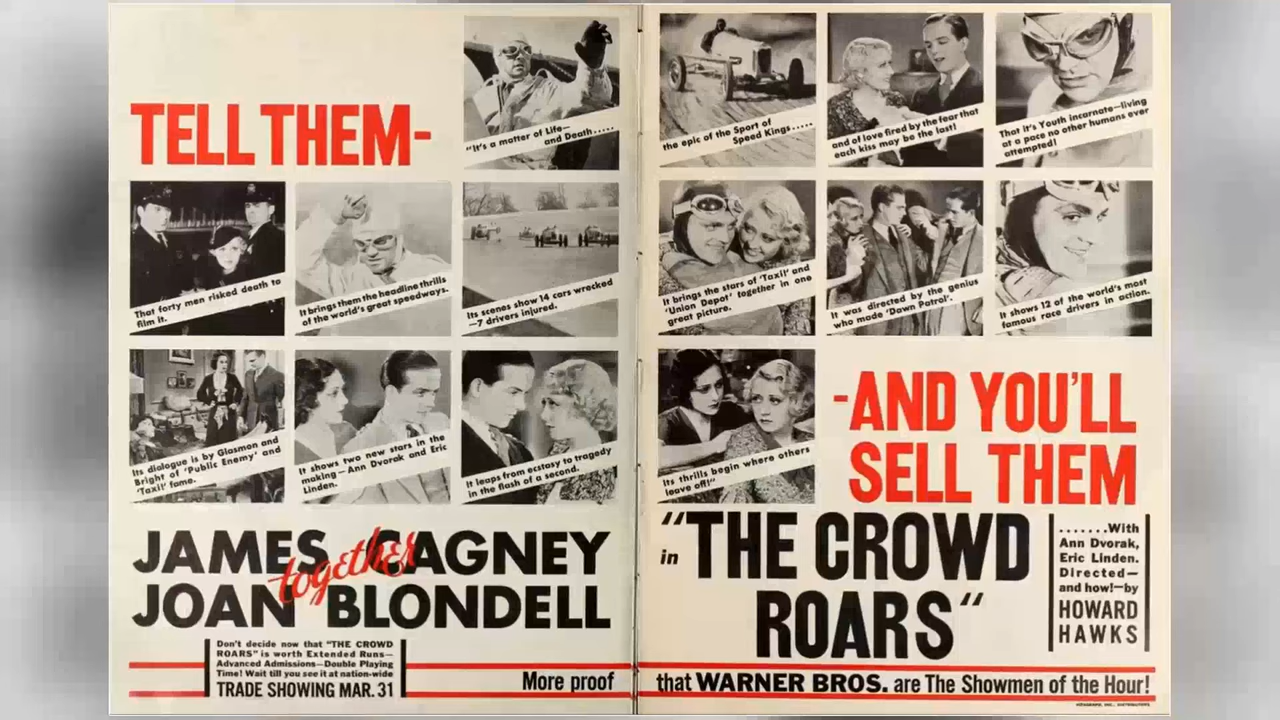 TELL THEM-
"It's a matter of Life—
and Death.....
That forty men risked death to
film it.
It brings them the headline thrills
of the world's great speedways.
Its scenes show 14 cars wrecked
—7 drivers injured.
Its dialogue is by Glasmon and
Bright of 'Public Enemy' and
'Taxi!' fame.
It shows two new stars in the
making—Ann Dvorak and Eric
Linden.
It leaps from ecstasy to tragedy
in the flash of a second.
JAMES CAGNEY
together
JOAN BLONDELL
Don't decide now that "THE CROWD
ROARS" is worth Extended Runs—
Advanced Admissions—Double Playing
Time! Wait till you see it at nation-wide
TRADE SHOWING MAR. 31
More proof
the epic of the Sport of
Speed Kings.....
and of love fired by the fear that
each kiss may be the last!
That it's Youth incarnate—living
at a pace no other humans ever
attempted!
It brings the stars of 'Taxi!' and
'Union Depot' together in one
great picture.
It was directed by the genius
who made 'Dawn Patrol'.
It shows 12 of the world's most
famous race drivers in action.
Its thrills begin where others
leave off!"
-AND YOU'LL
SELL THEM
in "THE CROWD
ROARS"
.......With
Ann Dvorak,
Eric Linden.
Directed—
and how!—by
HOWARD
HAWKS
that WARNER BROS. are The Showmen of the Hour!
VITAGRAPH, INC., DISTRIBUTORS